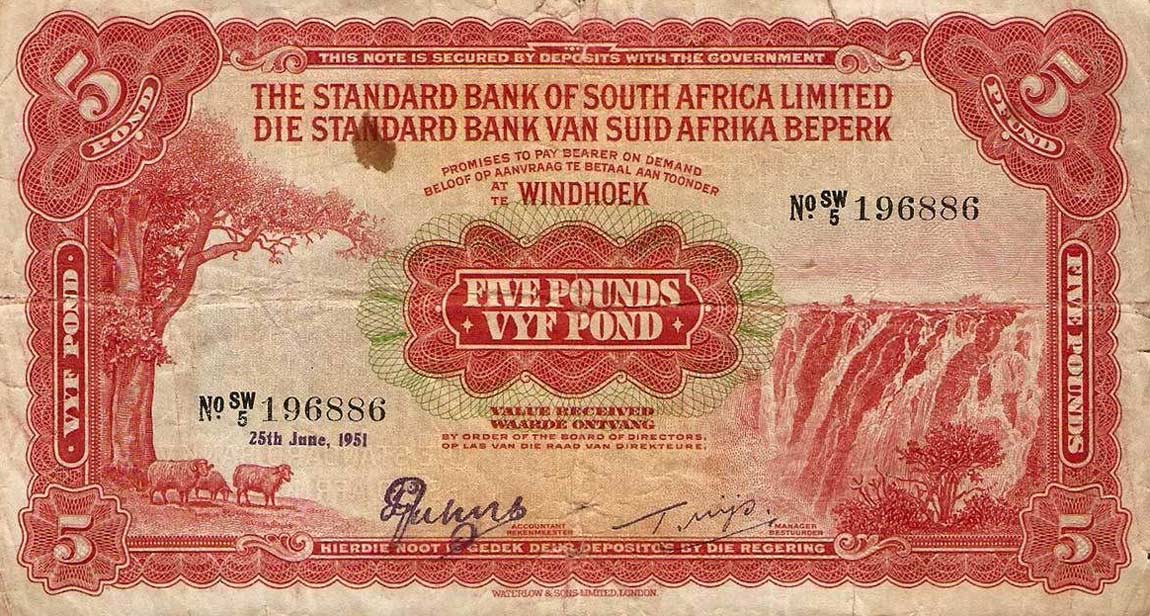 THIS NOTE IS SECURED BY DEPOSITS WITH THE GOVERNMENT
5
POND
5
POUND
THE STANDARD BANK OF SOUTH AFRICA LIMITED
DIE STANDARD BANK VAN SUID AFRIKA BEPERK
PROMISES TO PAY BEARER ON DEMAND
BELOOF OP AANVRAAG TE BETAAL AAN TOONDER
AT
TE WINDHOEK
No. SW/5 196886
FIVE POUNDS
VYF POND
VYF POND
FIVE POUNDS
No. SW/5 196886
25th June, 1951
VALUE RECEIVED
WAARDE ONTVANG
BY ORDER OF THE BOARD OF DIRECTORS.
OP LAS VAN DIE RAAD VAN DIREKTEURE.
ACCOUNTANT
REKENMEESTER
MANAGER
BESTUURDER
5
5
HIERDIE NOOT IS GEDEK DEUR DEPOSITOS BY DIE REGERING
WATERLOW & SONS LIMITED, LONDON.